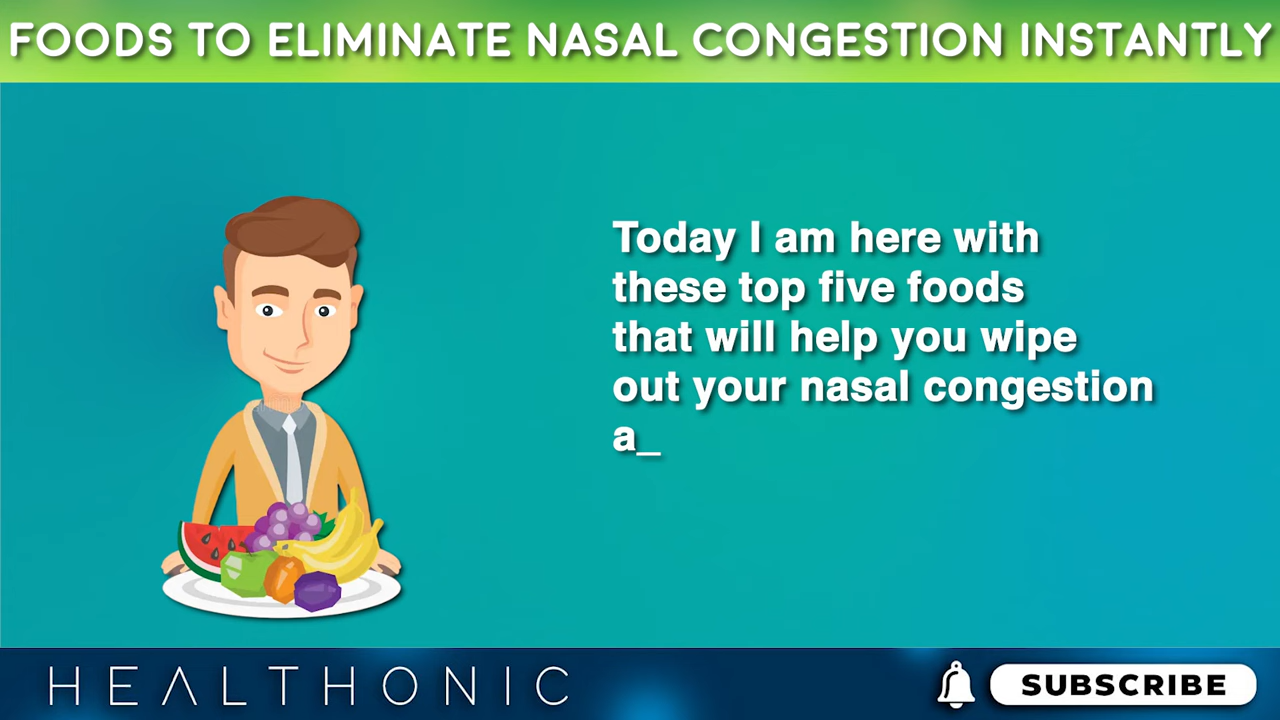 FOODS TO ELIMINATE NASAL CONGESTION INSTANTLY
Today I am here with
these top five foods
that will help you wipe
out your nasal congestion
a_
HEALTHONIC
SUBSCRIBE